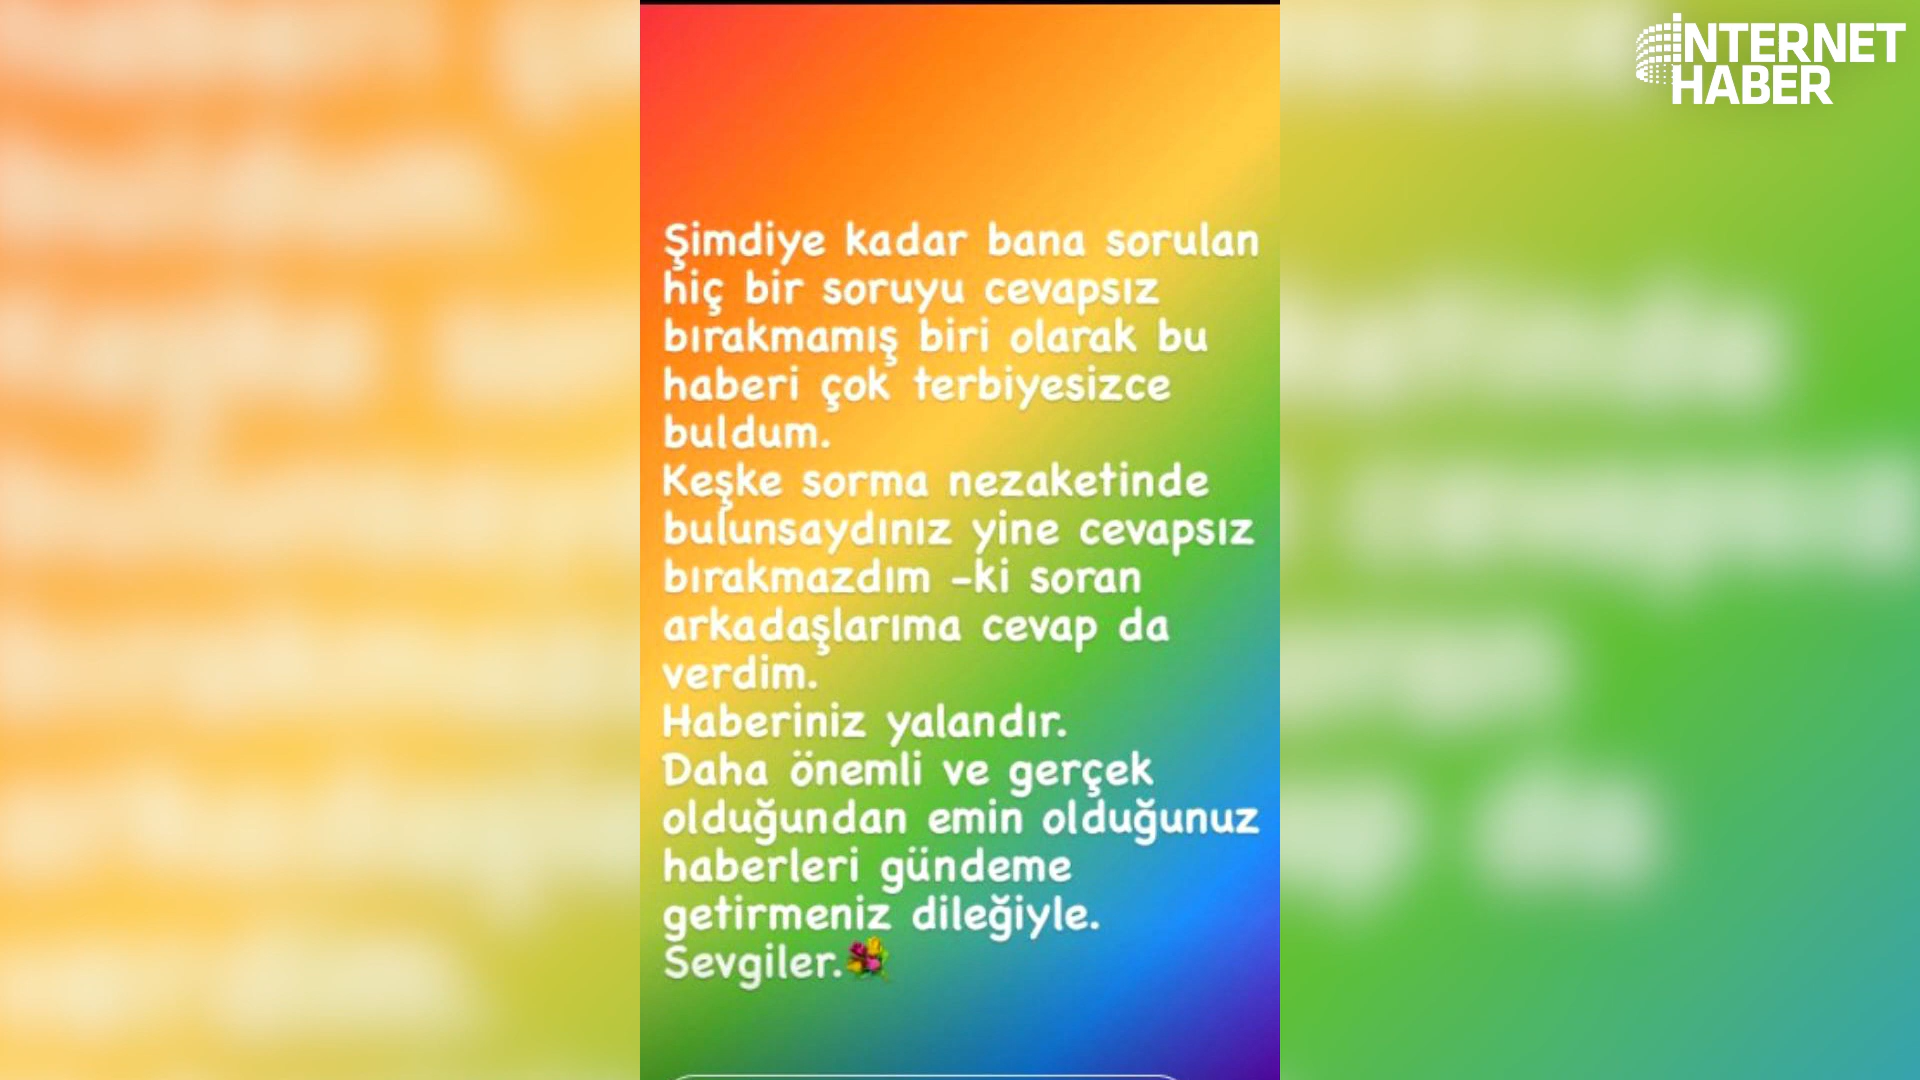 İNTERNET
HABER
Şimdiye kadar bana sorulan
hiç bir soruyu cevapsız
bırakmamış biri olarak bu
haberi çok terbiyesizce
buldum.
Keşke sorma nezaketinde
bulunsaydınız yine cevapsız
bırakmazdım -ki soran
arkadaşlarıma cevap da
verdim.
Haberiniz yalandır.
Daha önemli ve gerçek
olduğundan emin olduğunuz
haberleri gündeme
getirmeniz dileğiyle.
Sevgiler.💐